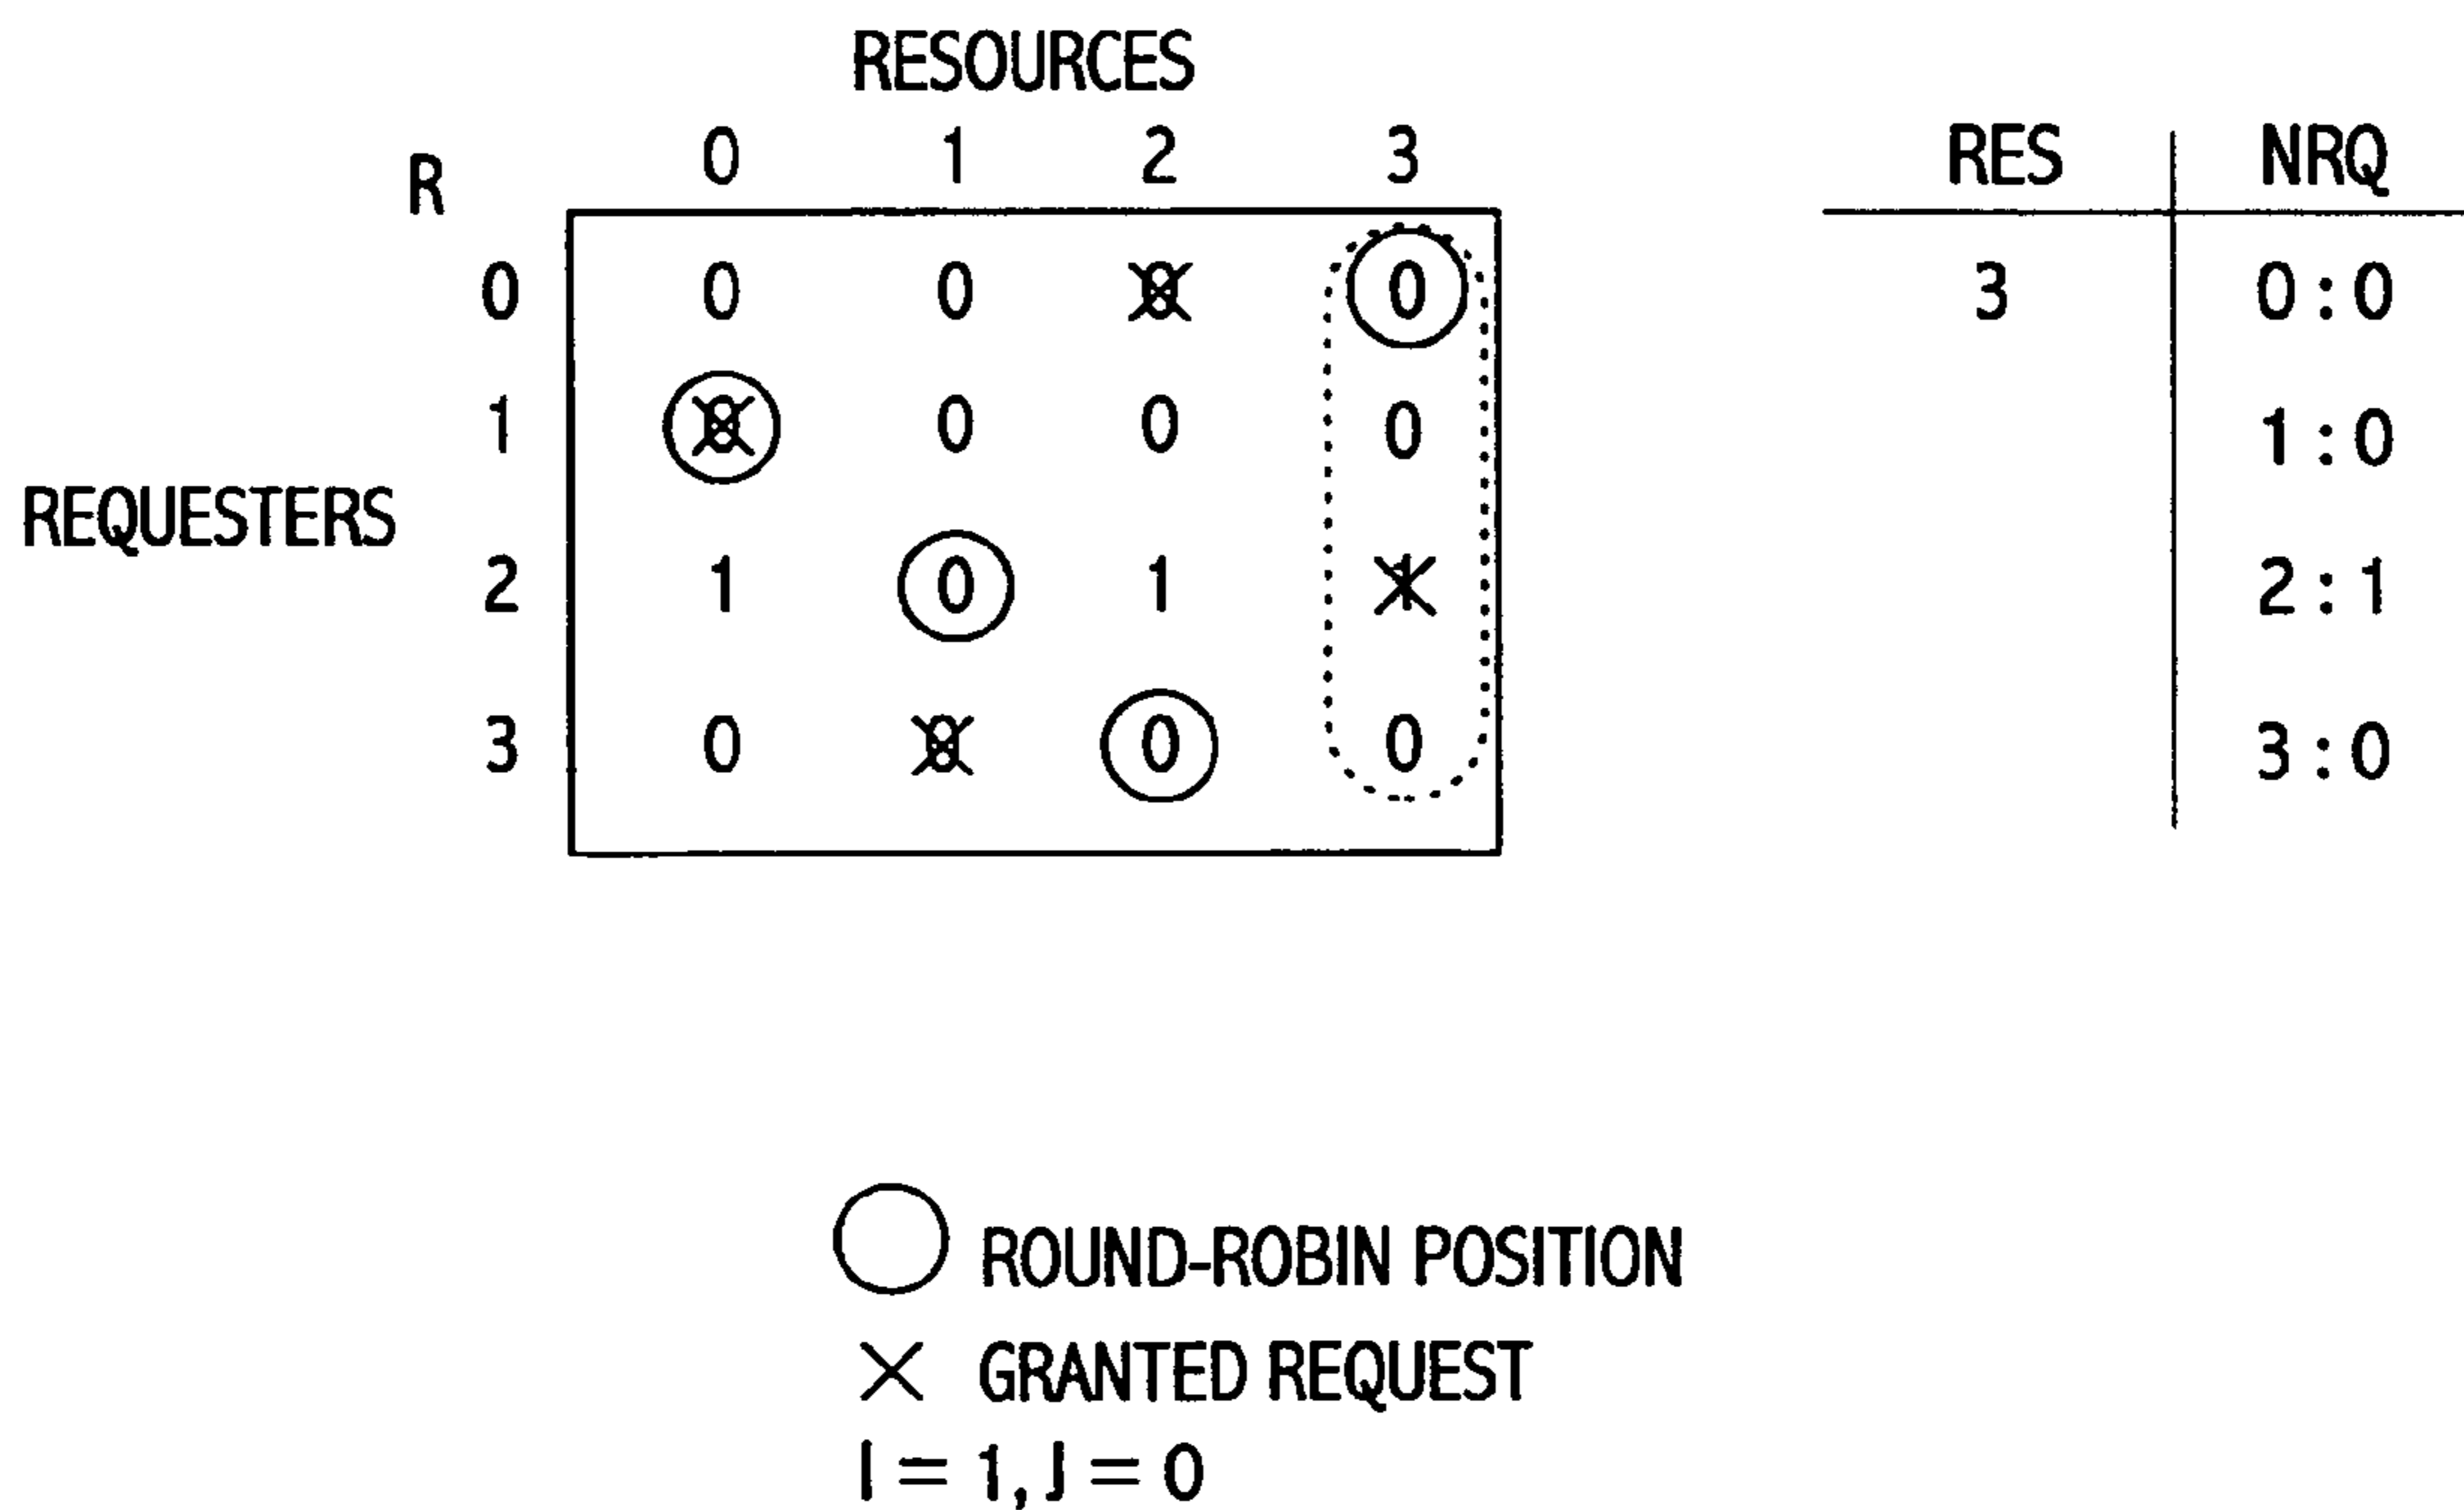 RESOURCES
R 0 1 2 3
RES NRQ
0 0 0 0 0 3 0:0
1 0 0 0 0 1:0
REQUESTERS
2 1 0 1 1 2:1
3 0 0 0 0 3:0
ROUND-ROBIN POSITION
X GRANTED REQUEST
I = 1, J = 0